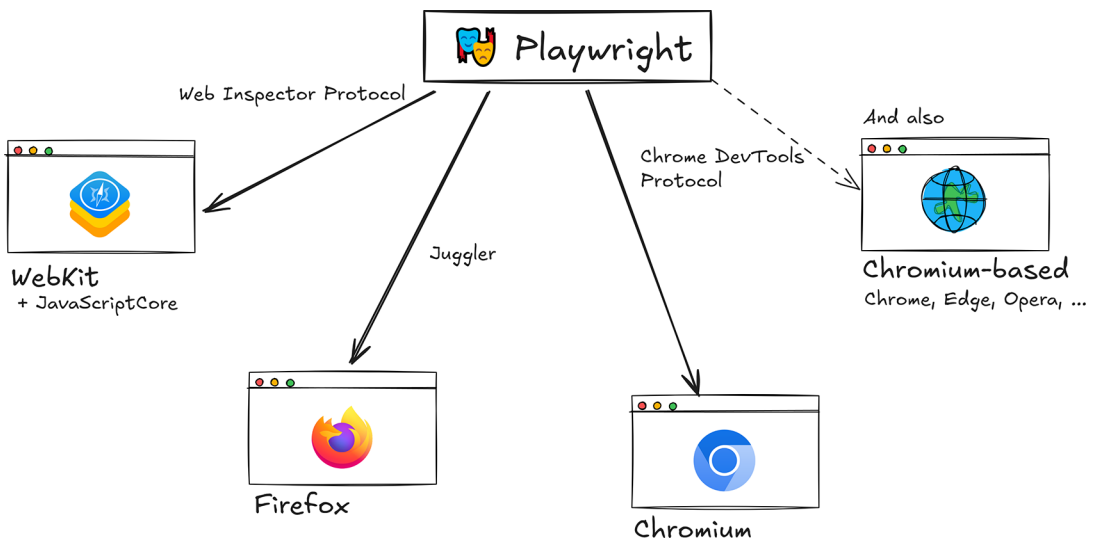 Playwright
Web Inspector Protocol
And also
Chrome DevTools
Protocol
Juggler
WebKit
+ JavaScriptCore
Chromium-based
Chrome, Edge, Opera, ...
Firefox
Chromium